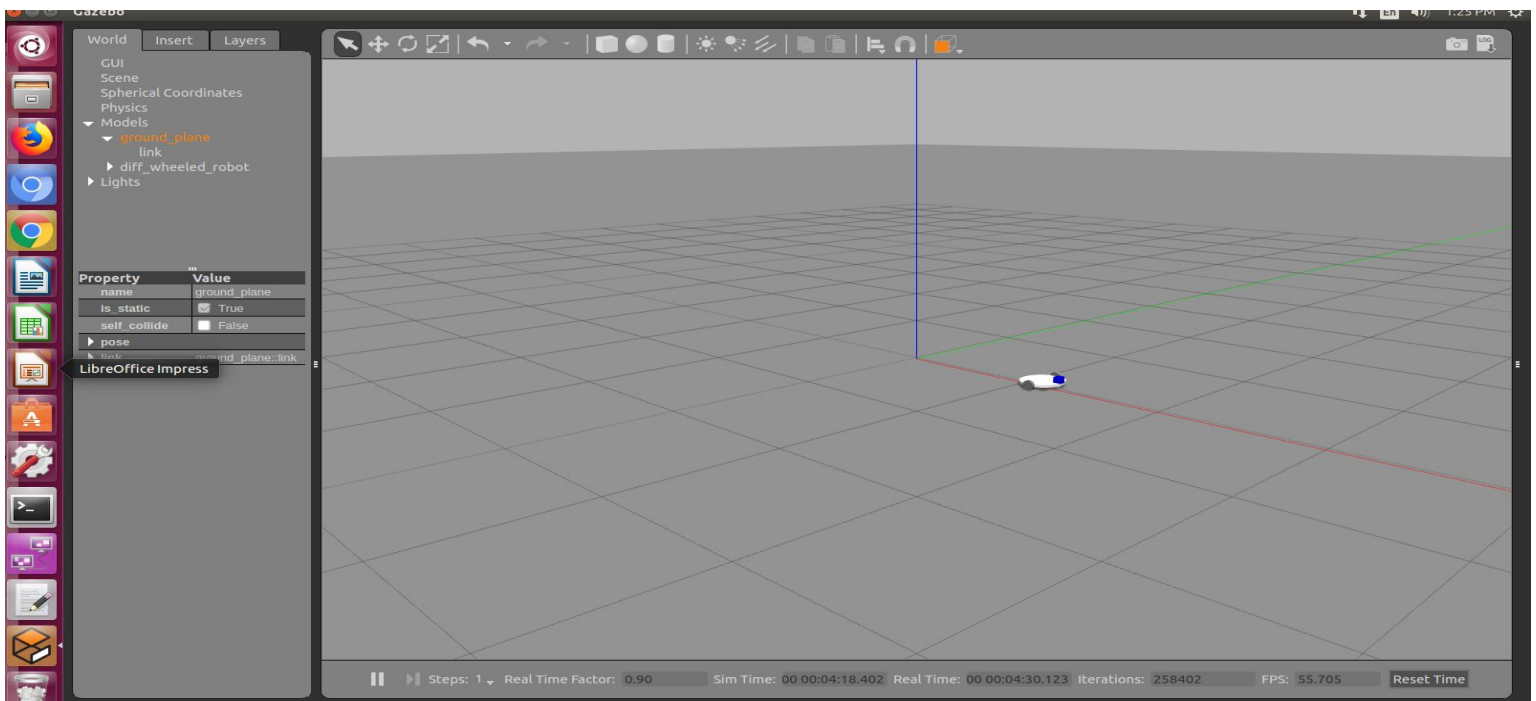 Gazebo
En 1:25 PM
World Insert Layers
GUI
Scene
Spherical Coordinates
Physics
Models
ground_plane
link
diff_wheeled_robot
Lights
Property Value
name ground_plane
is_static True
self_collide False
pose
link ground_plane::link
LibreOffice Impress
LOG
Steps: 1 Real Time Factor: 0.90 Sim Time: 00 00:04:18.402 Real Time: 00 00:04:30.123 Iterations: 258402 FPS: 55.705 Reset Time